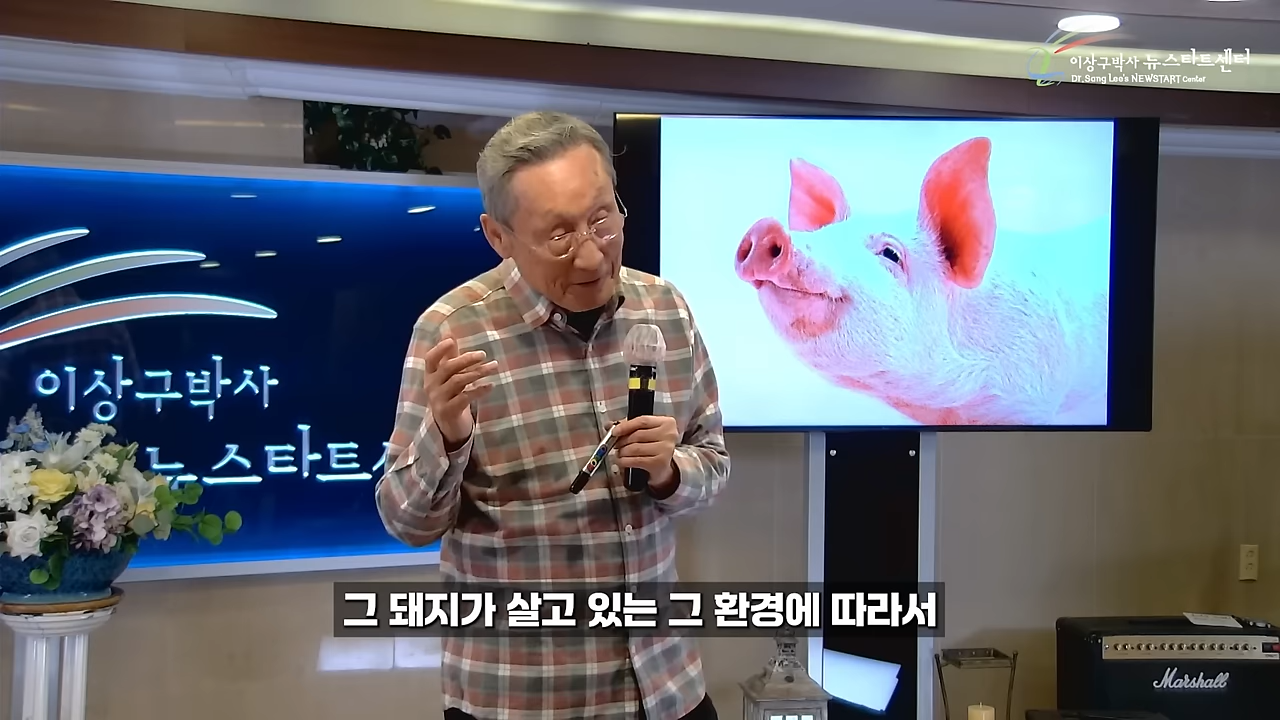 이상구박사 뉴스타트센터
Dr. Sang Lee's NEWSTART Center
이상구박사
뉴스타트
그 돼지가 살고 있는 그 환경에 따라서
Marshall